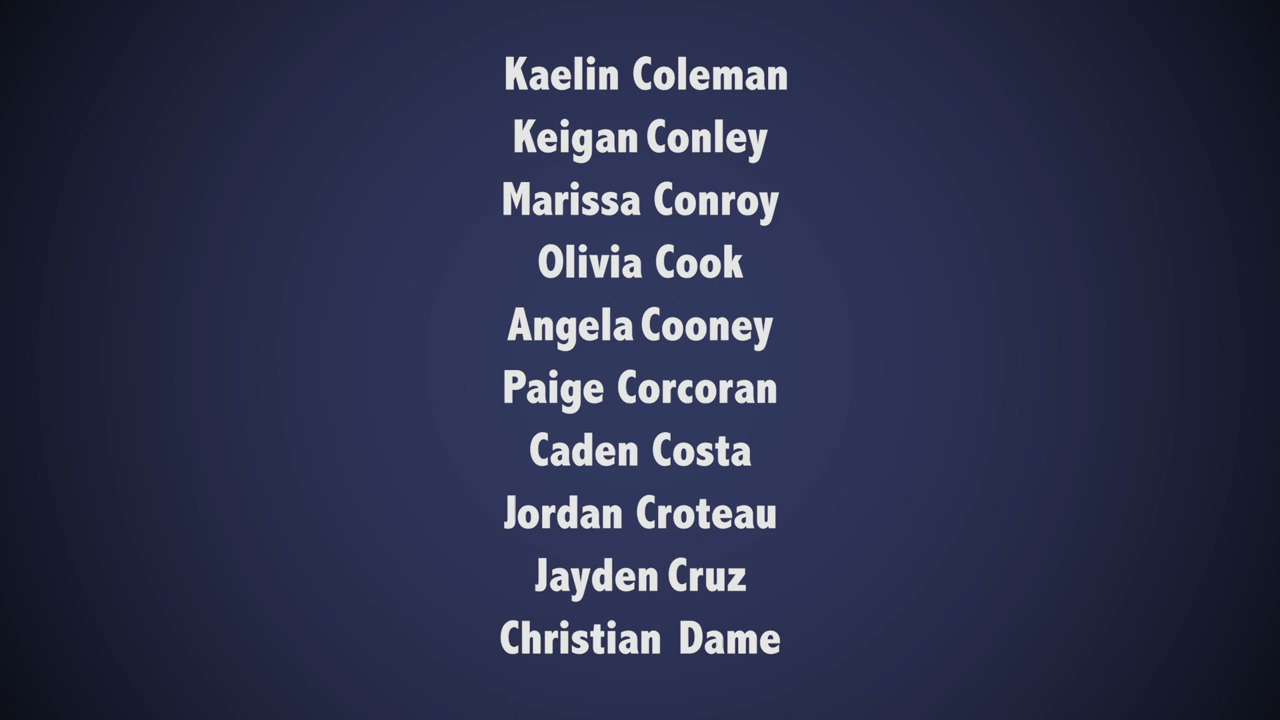 Kaelin Coleman
Keigan Conley
Marissa Conroy
Olivia Cook
Angela Cooney
Paige Corcoran
Caden Costa
Jordan Croteau
Jayden Cruz
Christian Dame